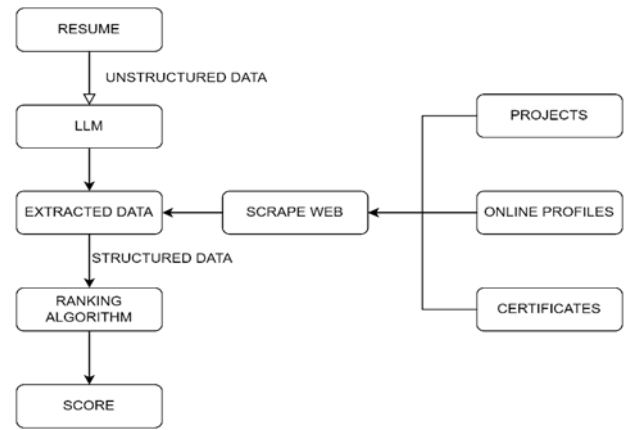 RESUME
UNSTRUCTURED DATA
LLM
PROJECTS
EXTRACTED DATA
SCRAPE WEB
ONLINE PROFILES
STRUCTURED DATA
RANKING
ALGORITHM
CERTIFICATES
SCORE